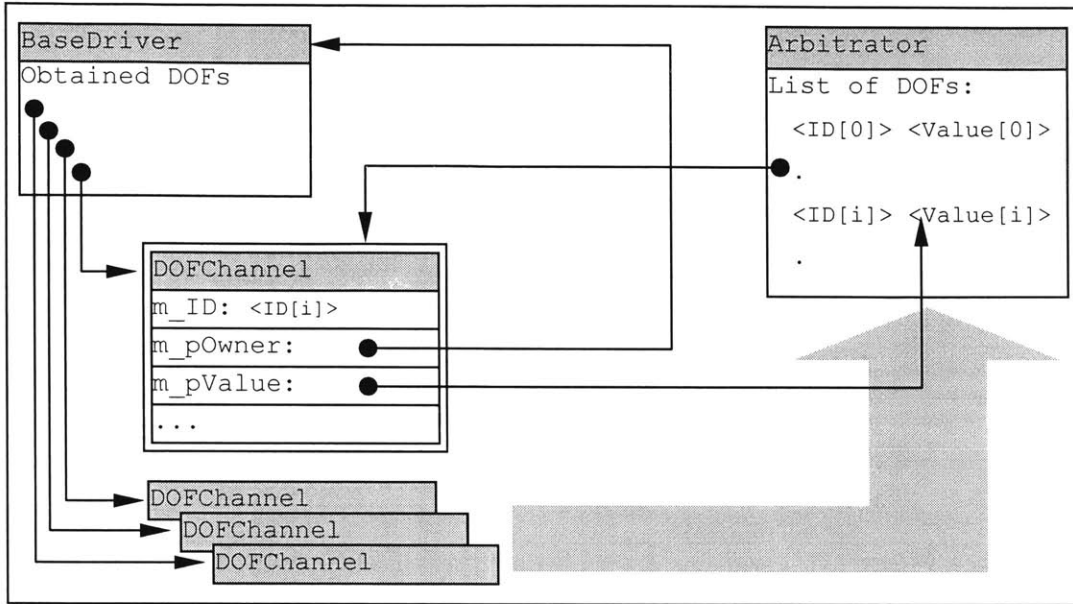 BaseDriver
Obtained DOFs
Arbitrator
List of DOFs:
<ID[0]> <Value[0]>
.
<ID[i]> <Value[i]>
.
DOFChannel
m_ID: <ID[i]>
m_pOwner:
m_pValue:
...
DOFChannel
DOFChannel
DOFChannel